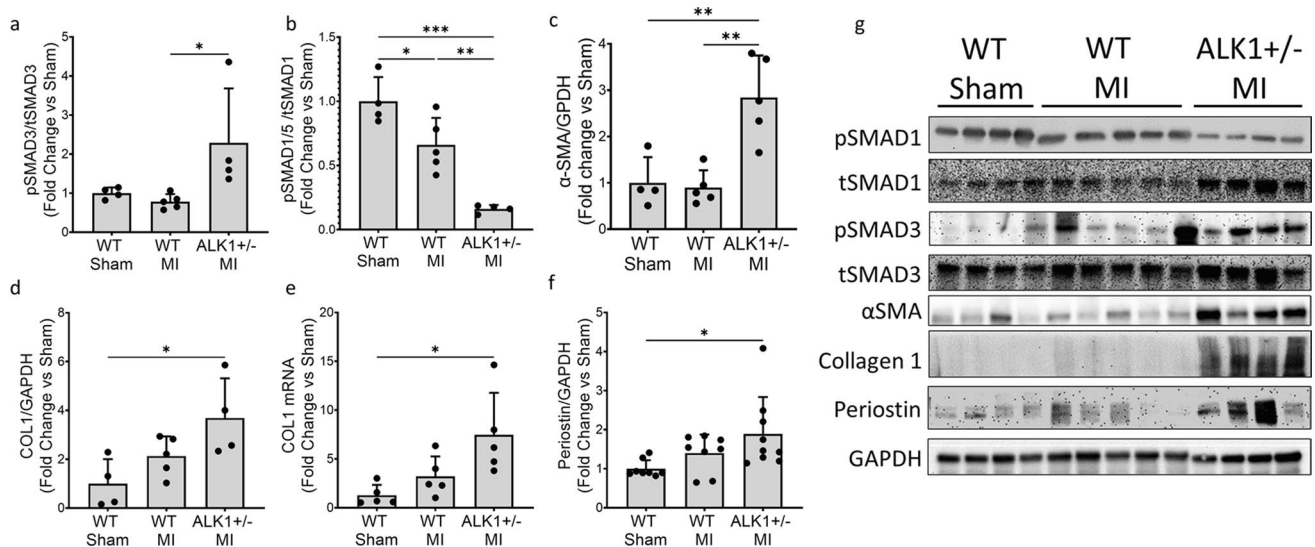 a
pSMAD3/tSMAD3
(Fold Change vs Sham)
5
4
3
2
1
0
*
WT
Sham
WT
MI
ALK1+/-
MI
b
pSMAD1/5 /tSMAD1
(Fold Change vs Sham)
1.5
1.0
0.5
0.0
***
*
**
WT
Sham
WT
MI
ALK1+/-
MI
c
α-SMA/GPDH
(Fold change vs Sham)
4
3
2
1
0
**
**
WT
Sham
WT
MI
ALK1+/-
MI
d
COL1/GAPDH
(Fold Change vs Sham)
8
6
4
2
0
*
WT
Sham
WT
MI
ALK1+/-
MI
e
COL1 mRNA
(Fold Change vs Sham)
20
15
10
5
0
*
WT
Sham
WT
MI
ALK1+/-
MI
f
Periostin/GAPDH
(Fold Change vs Sham)
5
4
3
2
1
0
*
WT
Sham
WT
MI
ALK1+/-
MI
g
WT
Sham
WT
MI
ALK1+/-
MI
pSMAD1
tSMAD1
pSMAD3
tSMAD3
αSMA
Collagen 1
Periostin
GAPDH